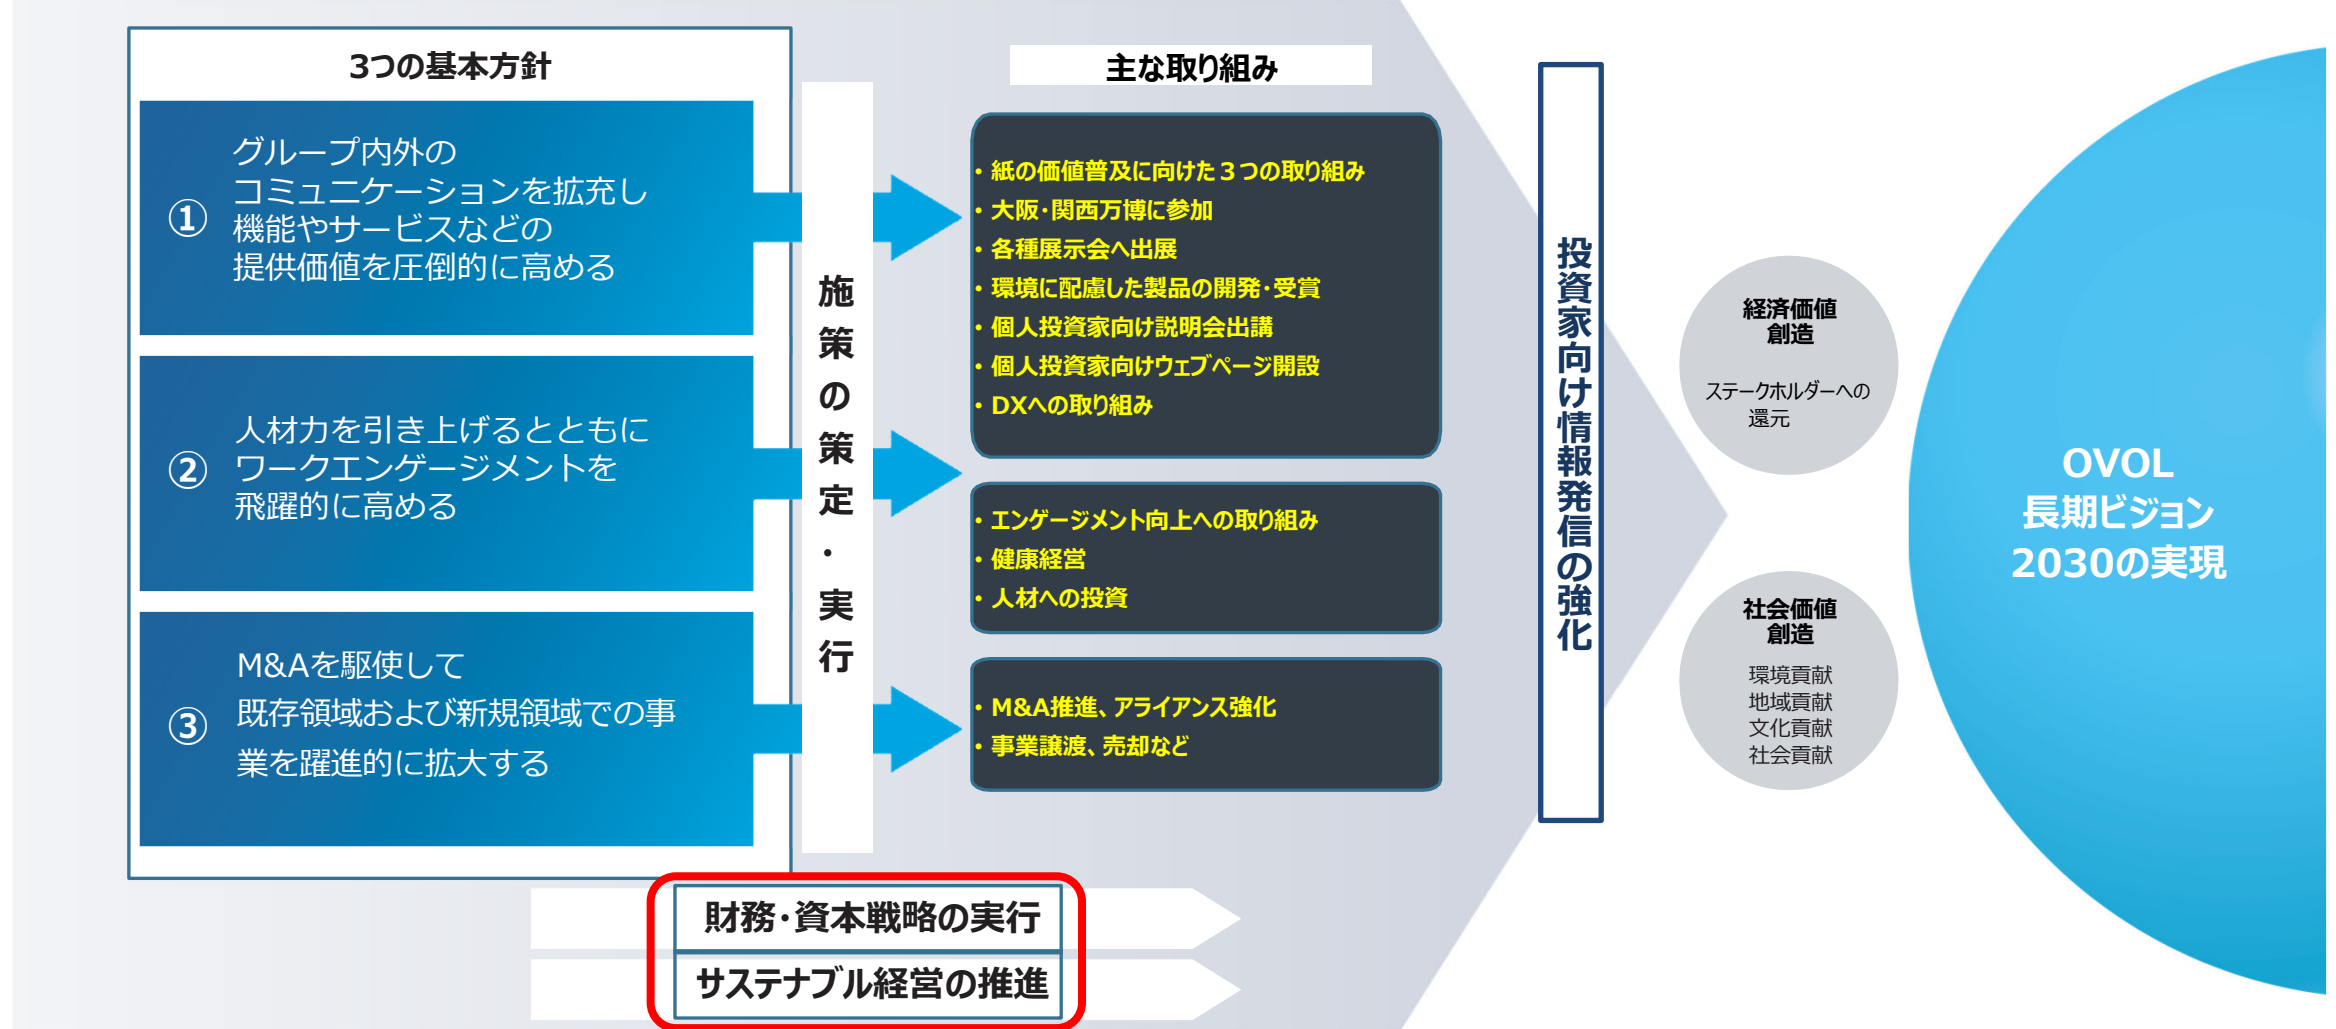 3つの基本方針
①
グループ内外の
コミュニケーションを拡充し
機能やサービスなどの
提供価値を圧倒的に高める
②
人材力を引き上げるとともに
ワークエンゲージメントを
飛躍的に高める
③
M&Aを駆使して
既存領域および新規領域での事
業を躍進的に拡大する
施策の策定・実行
主な取り組み
・紙の価値普及に向けた３つの取り組み
・大阪・関西万博に参加
・各種展示会へ出展
・環境に配慮した製品の開発・受賞
・個人投資家向け説明会出講
・個人投資家向けウェブページ開設
・DXへの取り組み
・エンゲージメント向上への取り組み
・健康経営
・人材への投資
・M&A推進、アライアンス強化
・事業譲渡、売却など
財務・資本戦略の実行
サステナブル経営の推進
投資家向け情報発信の強化
経済価値
創造
ステークホルダーへの
還元
社会価値
創造
環境貢献
地域貢献
文化貢献
社会貢献
OVOL
長期ビジョン
2030の実現